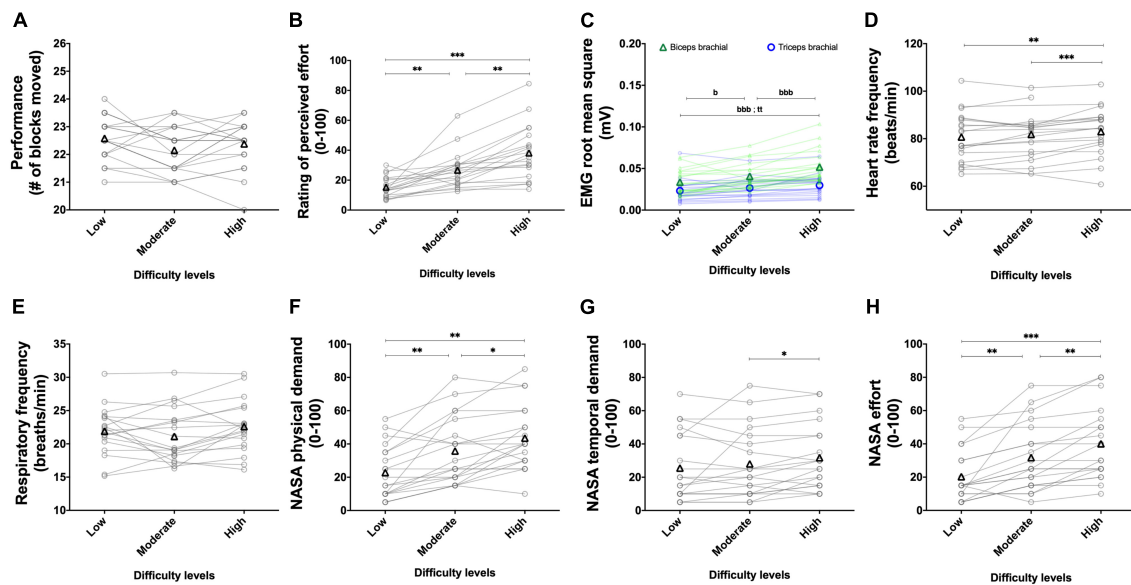 A
Performance
(# of blocks moved)
26
25
24
23
22
21
20
Low
Moderate
High
Difficulty levels
B
Rating of perceived effort
(0-100)
100
80
60
40
20
0
***
**
**
Low
Moderate
High
Difficulty levels
C
EMG root mean square
(mV)
0.20
0.15
0.10
0.05
0.00
Biceps brachial
Triceps brachial
b
bbb
bbb ; tt
Low
Moderate
High
Difficulty levels
D
Heart rate frequency
(beats/min)
120
100
80
60
**
***
Low
Moderate
High
Difficulty levels
E
Respiratory frequency
(breaths/min)
35
30
25
20
15
10
Low
Moderate
High
Difficulty levels
F
NASA physical demand
(0-100)
100
80
60
40
20
0
**
**
*
Low
Moderate
High
Difficulty levels
G
NASA temporal demand
(0-100)
100
80
60
40
20
0
*
Low
Moderate
High
Difficulty levels
H
NASA effort
(0-100)
100
80
60
40
20
0
***
**
**
Low
Moderate
High
Difficulty levels